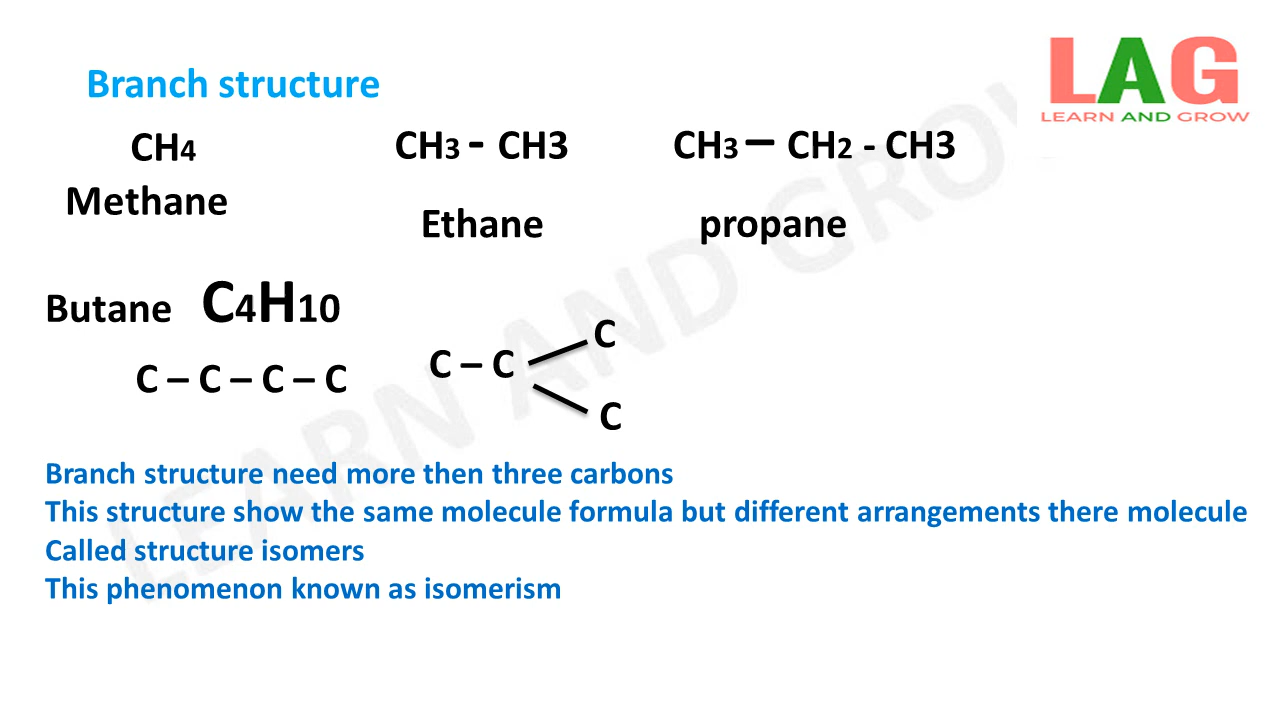 LAG
LEARN AND GROW
Branch structure
CH4
CH3 - CH3
CH3 – CH2 - CH3
Methane
Ethane
propane
Butane C4H10
C – C – C – C
C – C
C
C
Branch structure need more then three carbons
This structure show the same molecule formula but different arrangements there molecule
Called structure isomers
This phenomenon known as isomerism
LEARN AND GROW